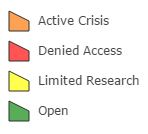 Active Crisis
Denied Access
Limited Research
Open